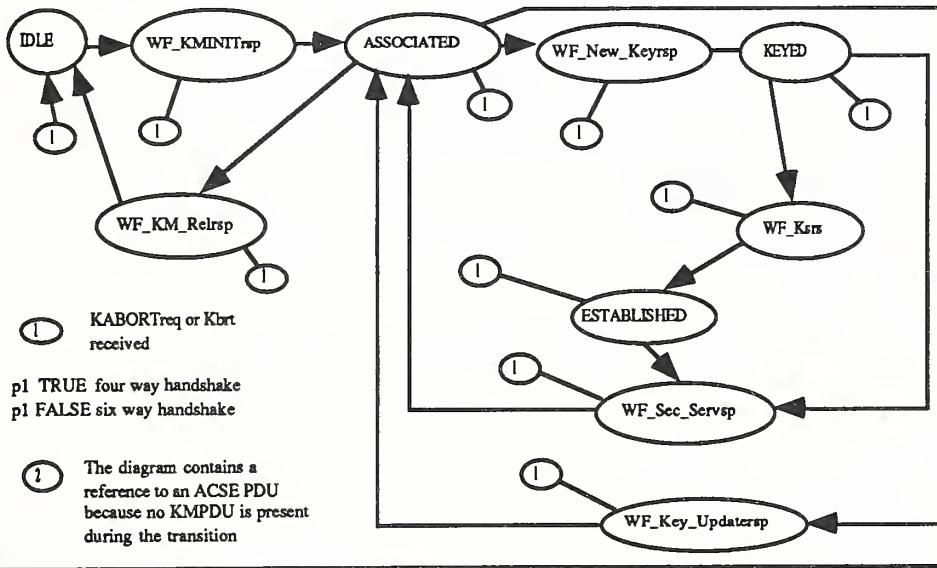 IDLE
WF_KMINITrsp
ASSOCIATED
WF_New_Keyrsp
KEYED
1
1
1
1
1
WF_KM_Relrsp
1
1
WF_Ksrs
1
ESTABLISHED
1
KABORTreq or Kbrt
received
p1 TRUE four way handshake
p1 FALSE six way handshake
1
WF_Sec_Servsp
2
The diagram contains a
reference to an ACSE PDU
because no KMPDU is present
during the transition
1
WF_Key_Updatersp